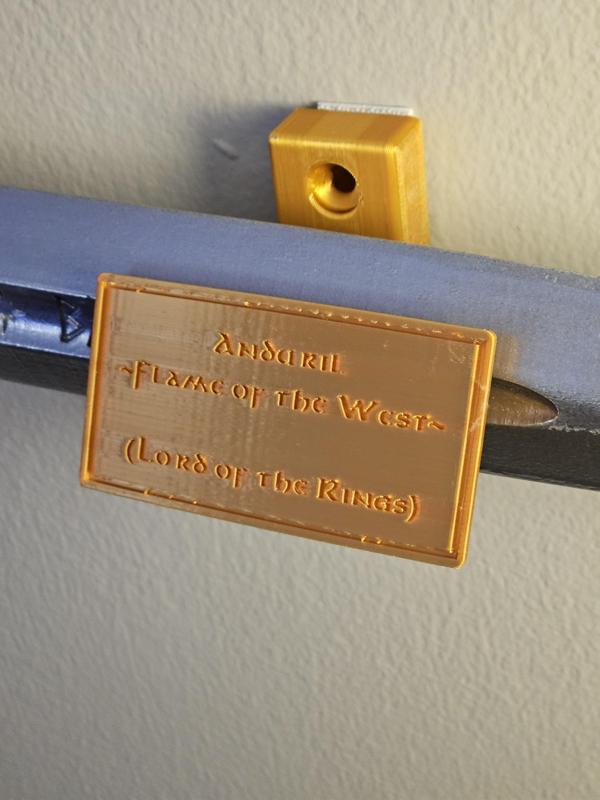 Anduril
~Flame of the West~
(Lord of the Rings)